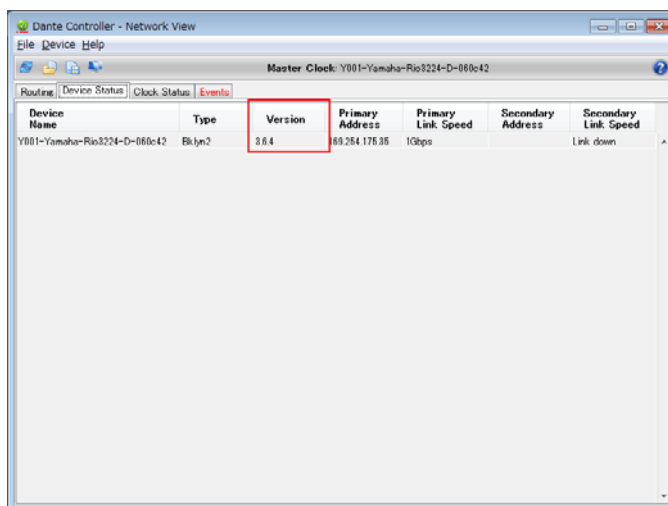 Dante Controller - Network View
File Device Help
Master Clock: Y001-Yamaha-Rio3224-D-060c42
Routing Device Status Clock Status Events
Device Name Type Version Primary Address Primary Link Speed Secondary Address Secondary Link Speed
Y001-Yamaha-Rio3224-D-060c42 Bklyn2 3.6.4 169.254.175.35 1Gbps Link down